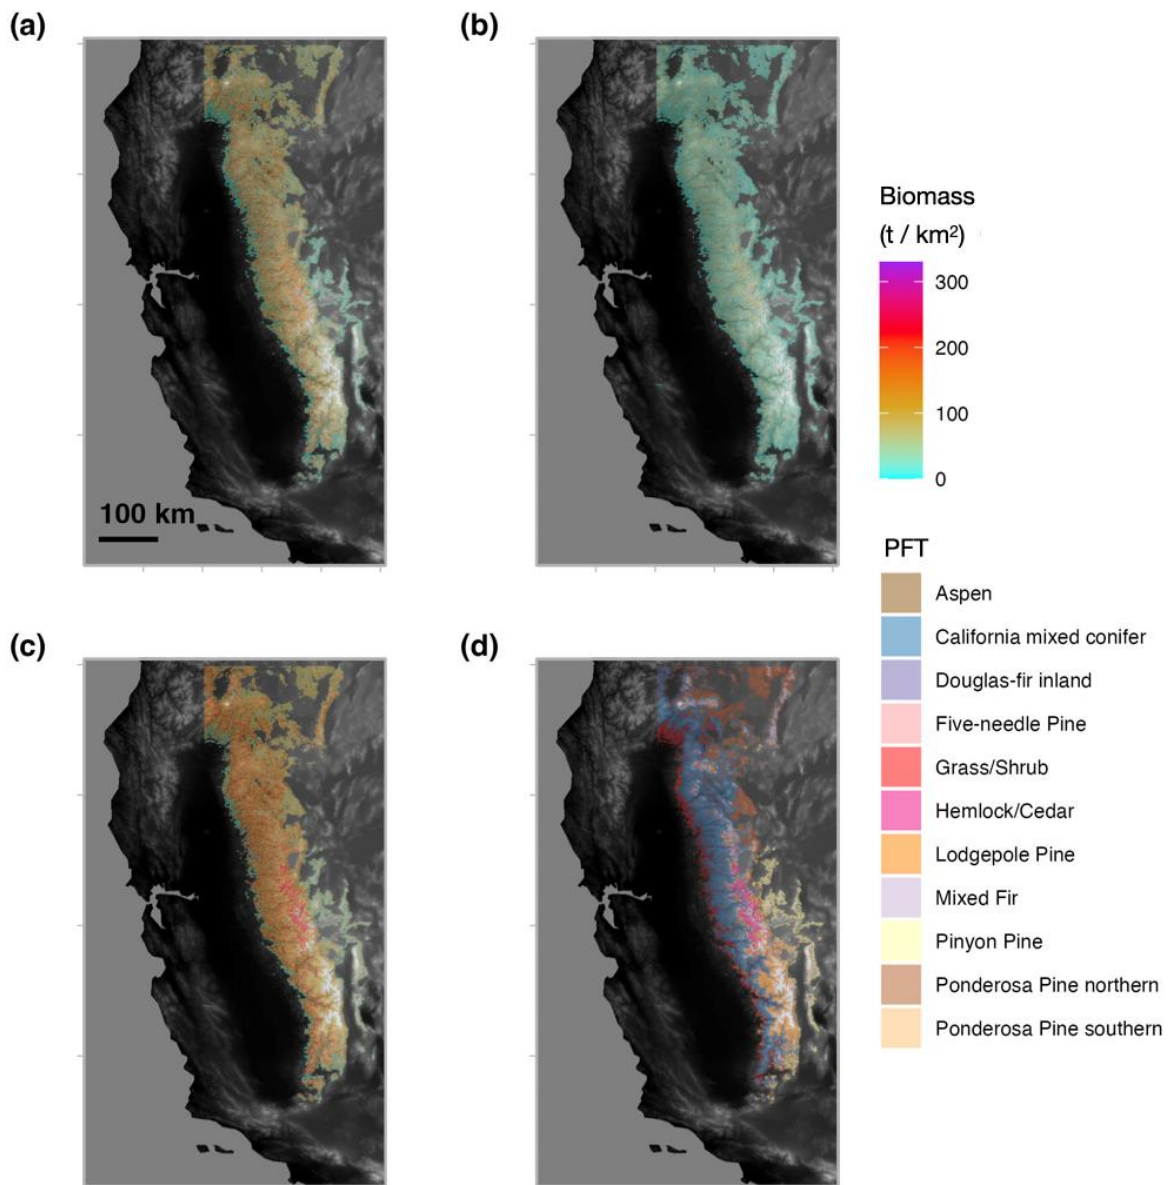 (a)
(b)
Biomass
(t / km²)
300
200
100
0
100 km
PFT
(c)
(d)
Aspen
California mixed conifer
Douglas-fir inland
Five-needle Pine
Grass/Shrub
Hemlock/Cedar
Lodgepole Pine
Mixed Fir
Pinyon Pine
Ponderosa Pine northern
Ponderosa Pine southern